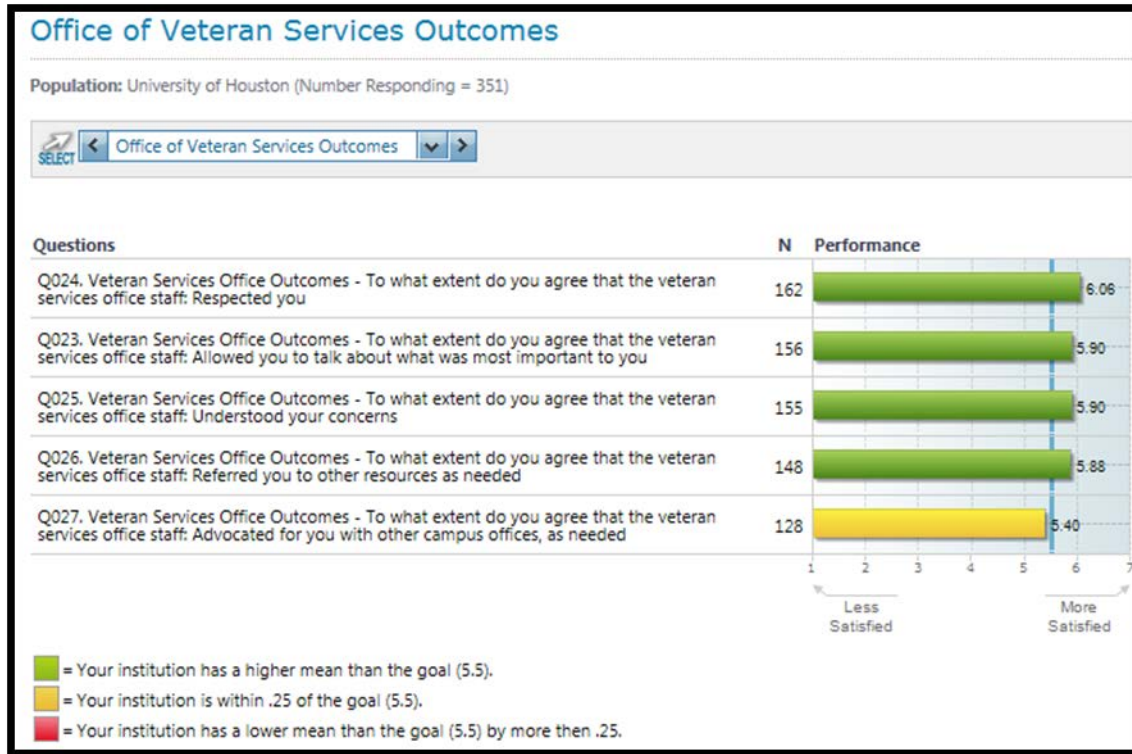 Office of Veteran Services Outcomes
Population: University of Houston (Number Responding = 351)
SELECT Office of Veteran Services Outcomes
Questions N Performance
Q024. Veteran Services Office Outcomes - To what extent do you agree that the veteran
services office staff: Respected you
162 6.06
Q023. Veteran Services Office Outcomes - To what extent do you agree that the veteran
services office staff: Allowed you to talk about what was most important to you
156 5.90
Q025. Veteran Services Office Outcomes - To what extent do you agree that the veteran
services office staff: Understood your concerns
155 5.90
Q026. Veteran Services Office Outcomes - To what extent do you agree that the veteran
services office staff: Referred you to other resources as needed
148 5.88
Q027. Veteran Services Office Outcomes - To what extent do you agree that the veteran
services office staff: Advocated for you with other campus offices, as needed
128 5.40
1 2 3 4 5 6 7
Less More
Satisfied Satisfied
= Your institution has a higher mean than the goal (5.5).
= Your institution is within .25 of the goal (5.5).
= Your institution has a lower mean than the goal (5.5) by more then .25.